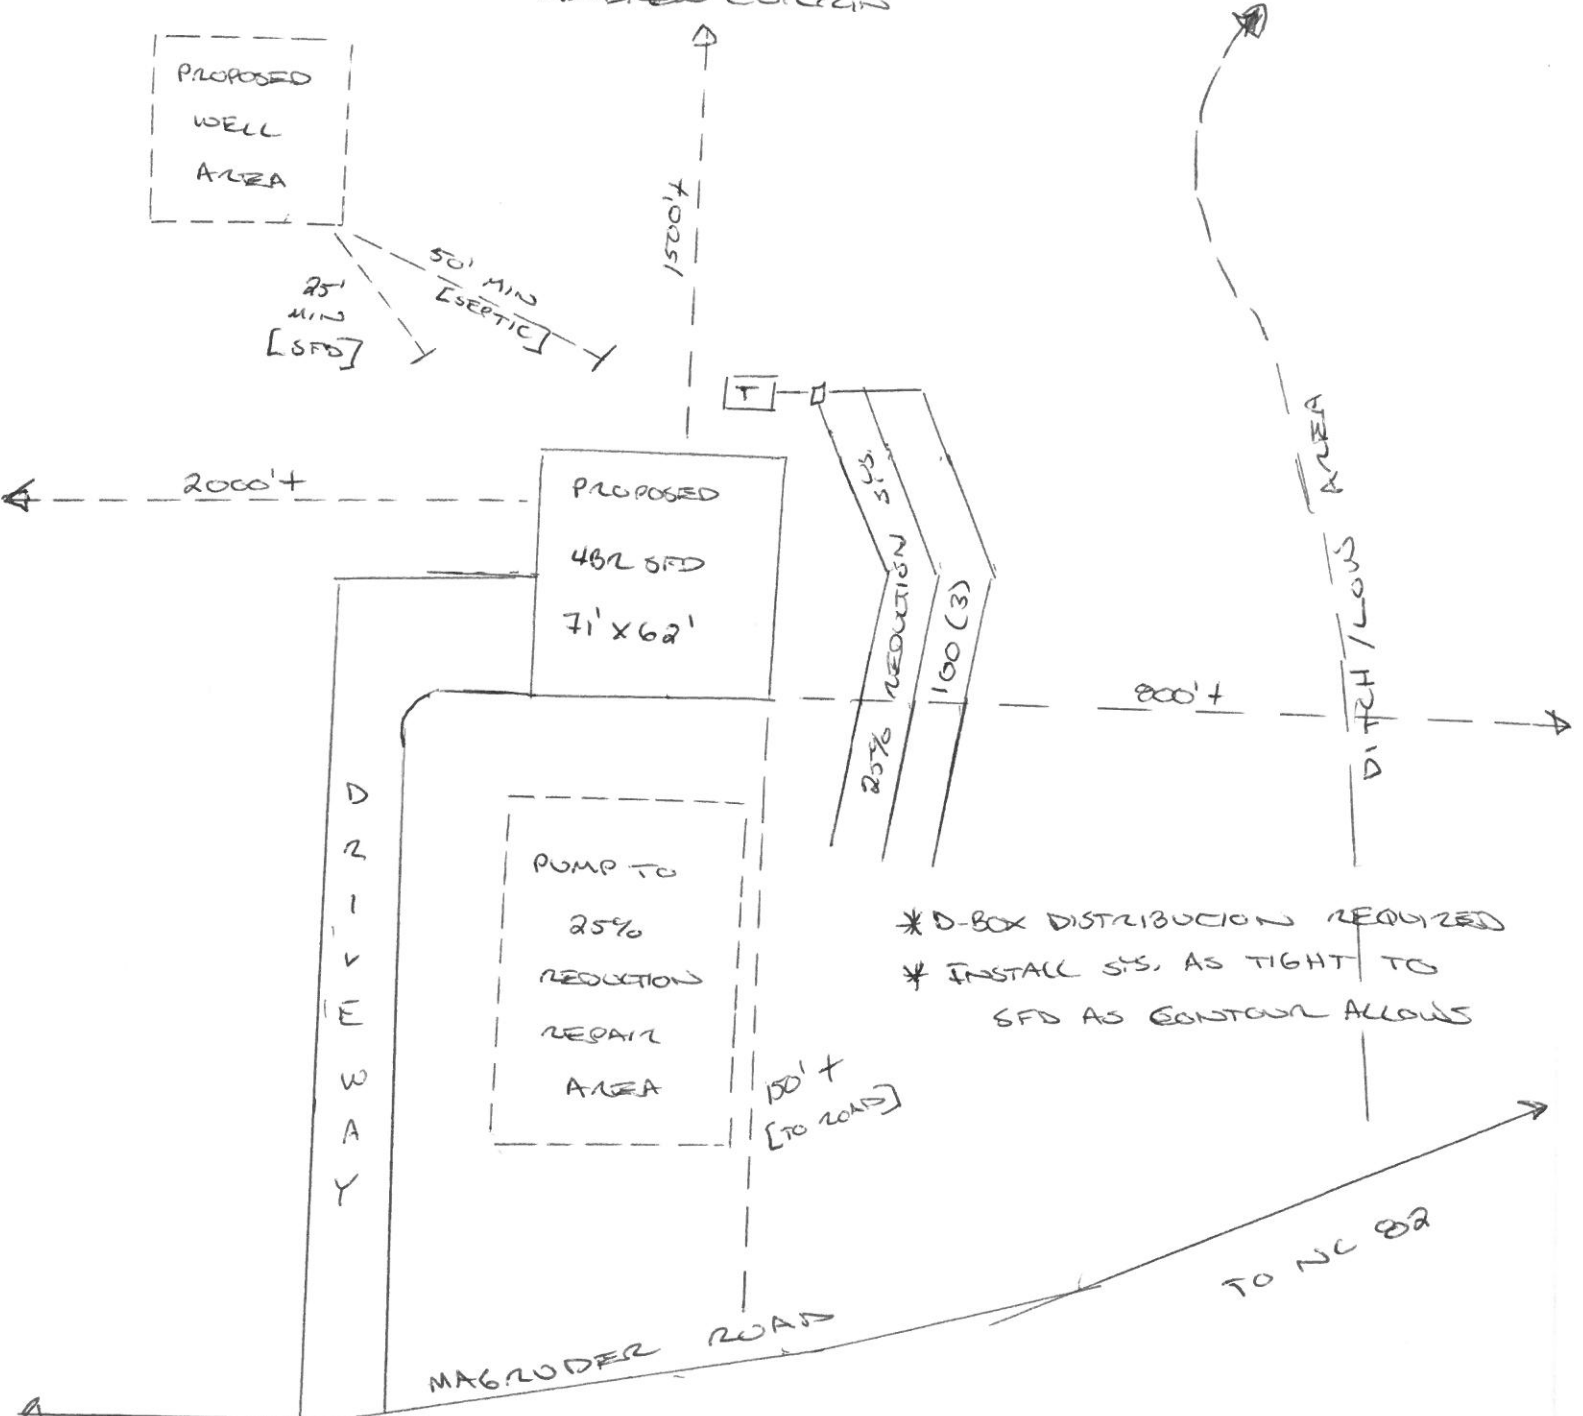 PROPOSED
WELL
AREA
1500'+
50' MIN
[SEPTIC]
25'
MIN
[SFD]
T
2000'+
PROPOSED
4BR SFD
71' X 62'
25% REDUCTION SYS.
100 (3)
DITCH / LOW AREA
800'+
DRIVEWAY
PUMP TO
25%
REDUCTION
REPAIR
AREA
* D-BOX DISTRIBUCION REQUIRED
* INSTALL SYS. AS TIGHT TO
SFD AS CONTOUR ALLOWS
150'+
[TO ROAD]
MAGRUDER ROAD
TO NC 82